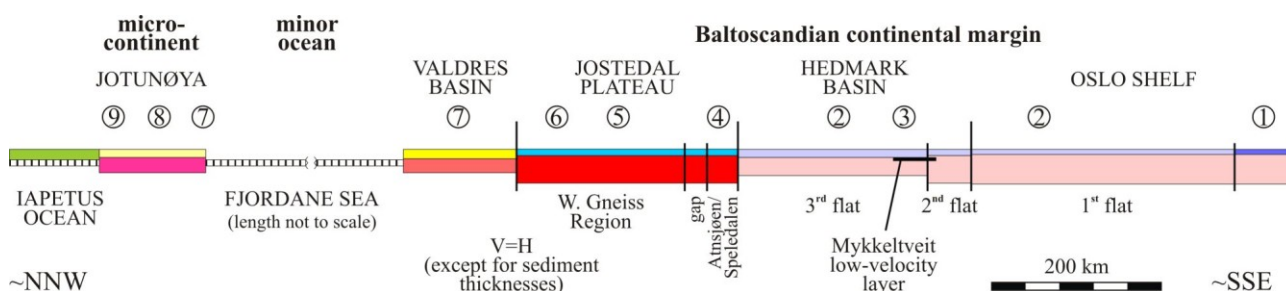 micro-
continent
minor
ocean
Baltoscandian continental margin
JOTUNØYA
VALDRES
BASIN
JOSTEDAL
PLATEAU
HEDMARK
BASIN
OSLO SHELF
⑨ ⑧ ⑦ ⑦ ⑥ ⑤ ④ ② ③ ② ①
IAPETUS
OCEAN
FJORDANE SEA
(length not to scale)
W. Gneiss
Region
gap
Atnsjøen/
Speledalen
3rd flat
2nd flat
1st flat
V=H
(except for sediment
thicknesses)
Mykkeltveit
low-velocity
layer
200 km
~NNW
~SSE